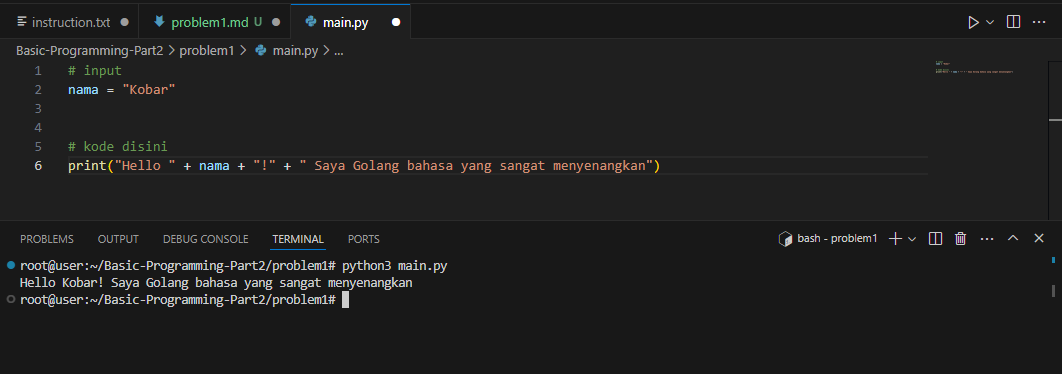 instruction.txt
problem1.md U
main.py
Basic-Programming-Part2 > problem1 > main.py > ...
1 # input
2 nama = "Kobar"
3
4
5 # kode disini
6 print("Hello " + nama + "!" + " Saya Golang bahasa yang sangat menyenangkan")
PROBLEMS OUTPUT DEBUG CONSOLE TERMINAL PORTS
bash - problem1
root@user:~/Basic-Programming-Part2/problem1# python3 main.py
Hello Kobar! Saya Golang bahasa yang sangat menyenangkan
root@user:~/Basic-Programming-Part2/problem1#